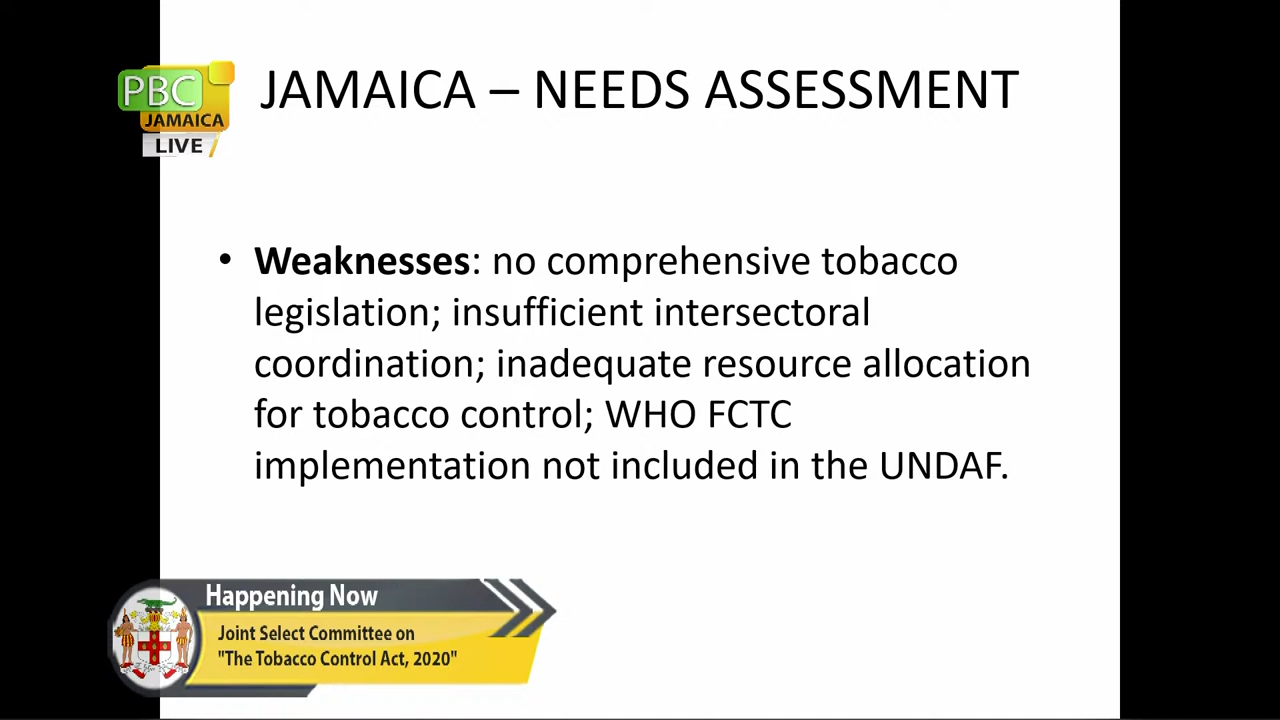 PBC
JAMAICA
LIVE
JAMAICA – NEEDS ASSESSMENT
• Weaknesses: no comprehensive tobacco
legislation; insufficient intersectoral
coordination; inadequate resource allocation
for tobacco control; WHO FCTC
implementation not included in the UNDAF.
Happening Now
Joint Select Committee on
"The Tobacco Control Act, 2020"